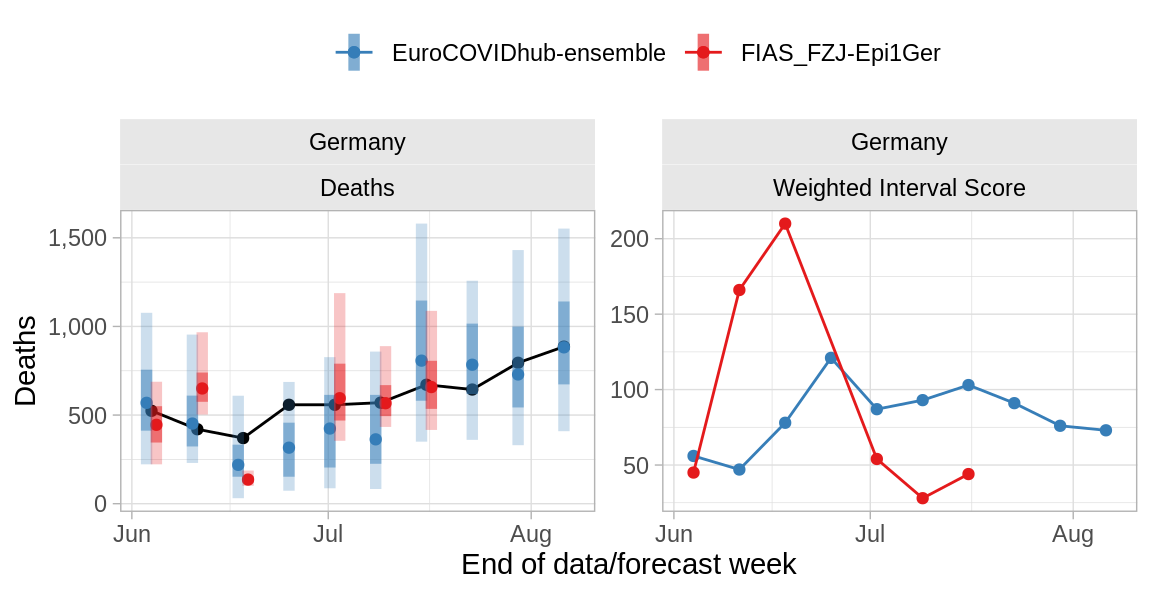 EuroCOVIDhub-ensemble FIAS_FZJ-Epi1Ger
Germany
Deaths
Germany
Weighted Interval Score
Deaths
1,500
1,000
500
0
Jun Jul Aug
200
150
100
50
Jun Jul Aug
End of data/forecast week